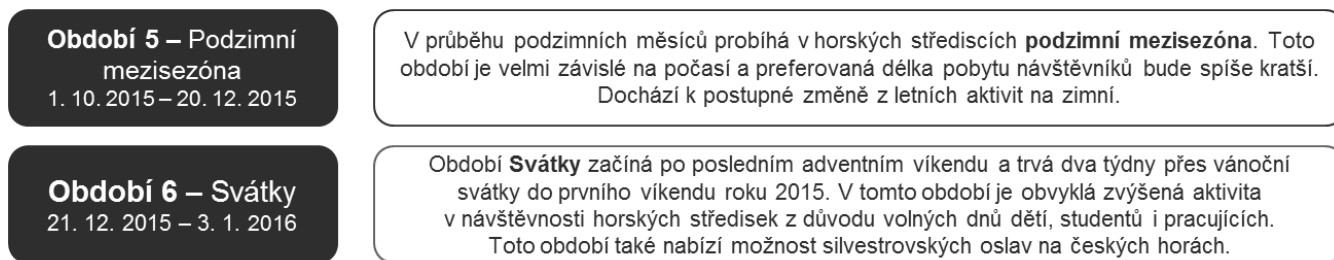 Období 5 – Podzimní
mezisezóna
1. 10. 2015 – 20. 12. 2015
V průběhu podzimních měsíců probíhá v horských střediscích podzimní mezisezóna. Toto
období je velmi závislé na počasí a preferovaná délka pobytu návštěvníků bude spíše kratší.
Dochází k postupné změně z letních aktivit na zimní.
Období 6 – Svátky
21. 12. 2015 – 3. 1. 2016
Období Svátky začíná po posledním adventním víkendu a trvá dva týdny přes vánoční
svátky do prvního víkendu roku 2015. V tomto období je obvyklá zvýšená aktivita
v návštěvnosti horských středisek z důvodu volných dnů dětí, studentů i pracujících.
Toto období také nabízí možnost silvestrovských oslav na českých horách.